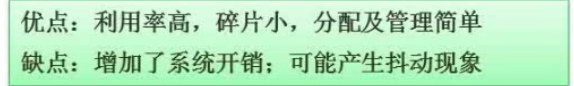 优点：利用率高，碎片小，分配及管理简单
缺点：增加了系统开销；可能产生抖动现象